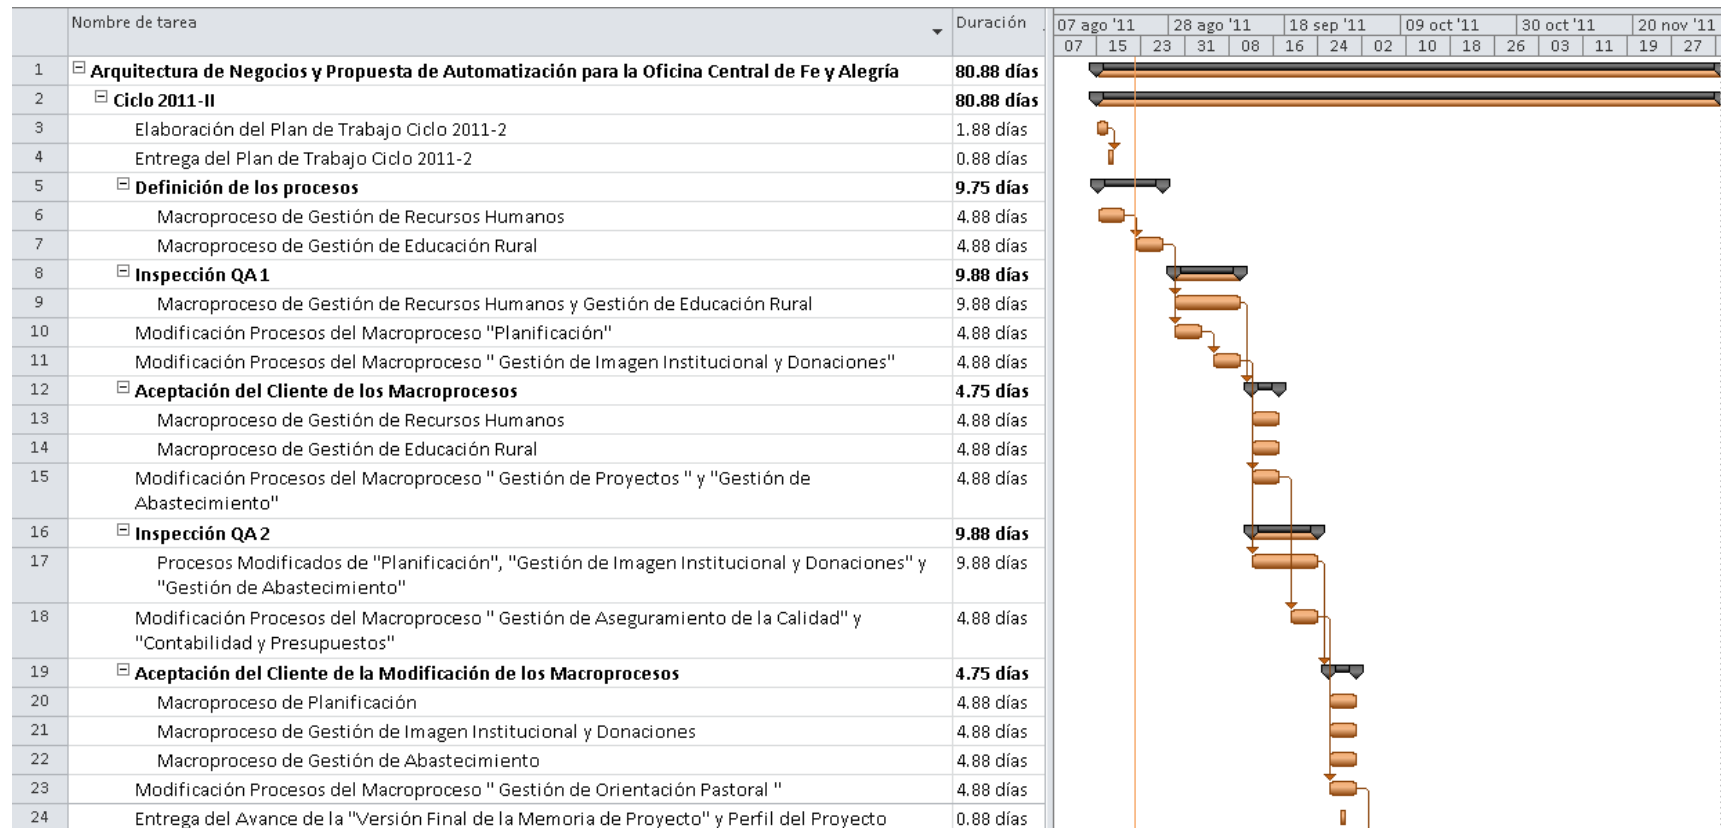 Nombre de tarea Duración 07 ago '11 28 ago '11 18 sep '11 09 oct '11 30 oct '11 20 nov '11
07 15 23 31 08 16 24 02 10 18 26 03 11 19 27
1 Arquitectura de Negocios y Propuesta de Automatización para la Oficina Central de Fe y Alegría 80.88 días
2 Ciclo 2011-II 80.88 días
3 Elaboración del Plan de Trabajo Ciclo 2011-2 1.88 días
4 Entrega del Plan de Trabajo Ciclo 2011-2 0.88 días
5 Definición de los procesos 9.75 días
6 Macroproceso de Gestión de Recursos Humanos 4.88 días
7 Macroproceso de Gestión de Educación Rural 4.88 días
8 Inspección QA 1 9.88 días
9 Macroproceso de Gestión de Recursos Humanos y Gestión de Educación Rural 9.88 días
10 Modificación Procesos del Macroproceso "Planificación" 4.88 días
11 Modificación Procesos del Macroproceso " Gestión de Imagen Institucional y Donaciones" 4.88 días
12 Aceptación del Cliente de los Macroprocesos 4.75 días
13 Macroproceso de Gestión de Recursos Humanos 4.88 días
14 Macroproceso de Gestión de Educación Rural 4.88 días
15 Modificación Procesos del Macroproceso " Gestión de Proyectos " y "Gestión de 4.88 días
Abastecimiento"
16 Inspección QA 2 9.88 días
17 Procesos Modificados de "Planificación", "Gestión de Imagen Institucional y Donaciones" y 9.88 días
"Gestión de Abastecimiento"
18 Modificación Procesos del Macroproceso " Gestión de Aseguramiento de la Calidad" y 4.88 días
"Contabilidad y Presupuestos"
19 Aceptación del Cliente de la Modificación de los Macroprocesos 4.75 días
20 Macroproceso de Planificación 4.88 días
21 Macroproceso de Gestión de Imagen Institucional y Donaciones 4.88 días
22 Macroproceso de Gestión de Abastecimiento 4.88 días
23 Modificación Procesos del Macroproceso " Gestión de Orientación Pastoral " 4.88 días
24 Entrega del Avance de la "Versión Final de la Memoria de Proyecto" y Perfil del Proyecto 0.88 días